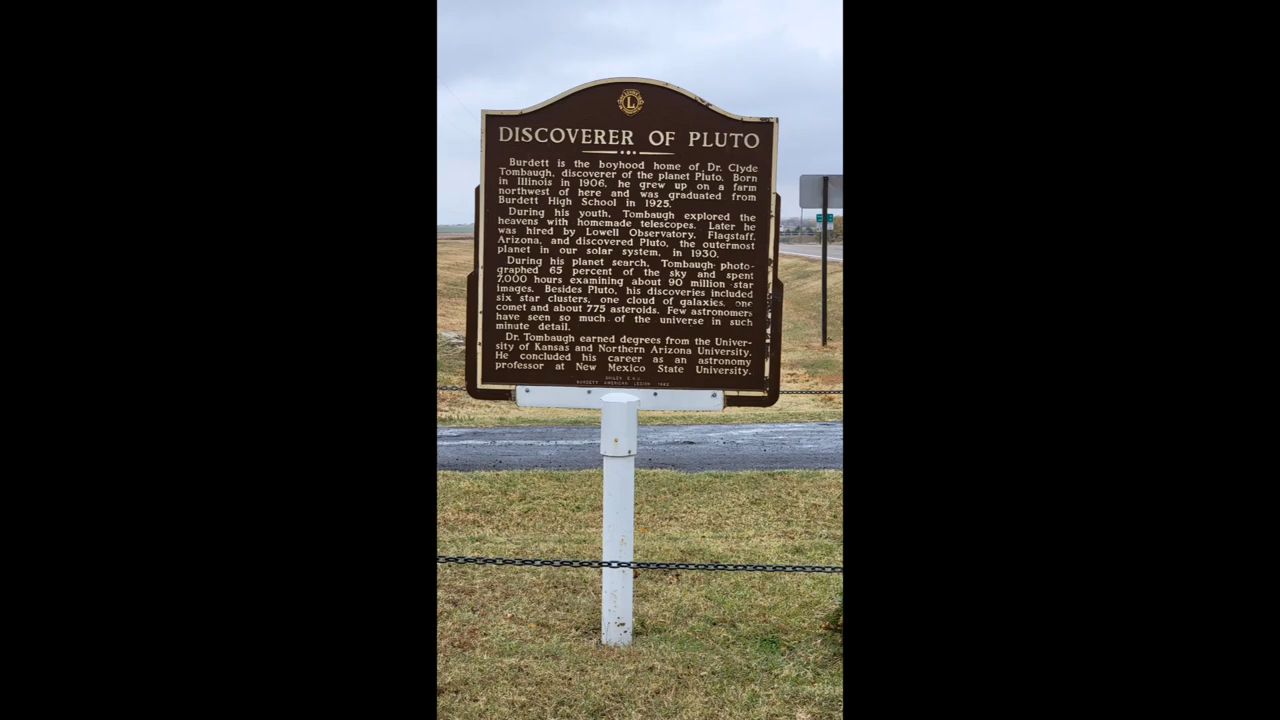 L
DISCOVERER OF PLUTO
Burdett is the boyhood home of Dr. Clyde
Tombaugh, discoverer of the planet Pluto. Born
in Illinois in 1906, he grew up on a farm
northwest of here and was graduated from
Burdett High School in 1925.
During his youth, Tombaugh explored the
heavens with homemade telescopes. Later he
was hired by Lowell Observatory, Flagstaff,
Arizona, and discovered Pluto, the outermost
planet in our solar system, in 1930.
During his planet search, Tombaugh photo-
graphed 65 percent of the sky and spent
7,000 hours examining about 90 million star
images. Besides Pluto, his discoveries included
six star clusters, one cloud of galaxies, one
comet and about 775 asteroids. Few astronomers
have seen so much of the universe in such
minute detail.
Dr. Tombaugh earned degrees from the Univer-
sity of Kansas and Northern Arizona University.
He concluded his career as an astronomy
professor at New Mexico State University.
BURDETT AMERICAN LEGION